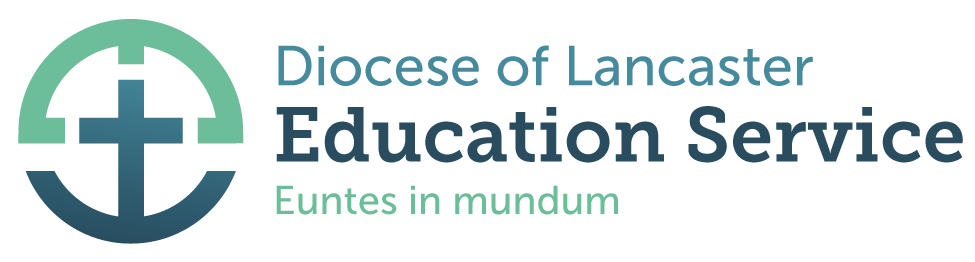 Diocese of Lancaster
Education Service
Euntes in mundum